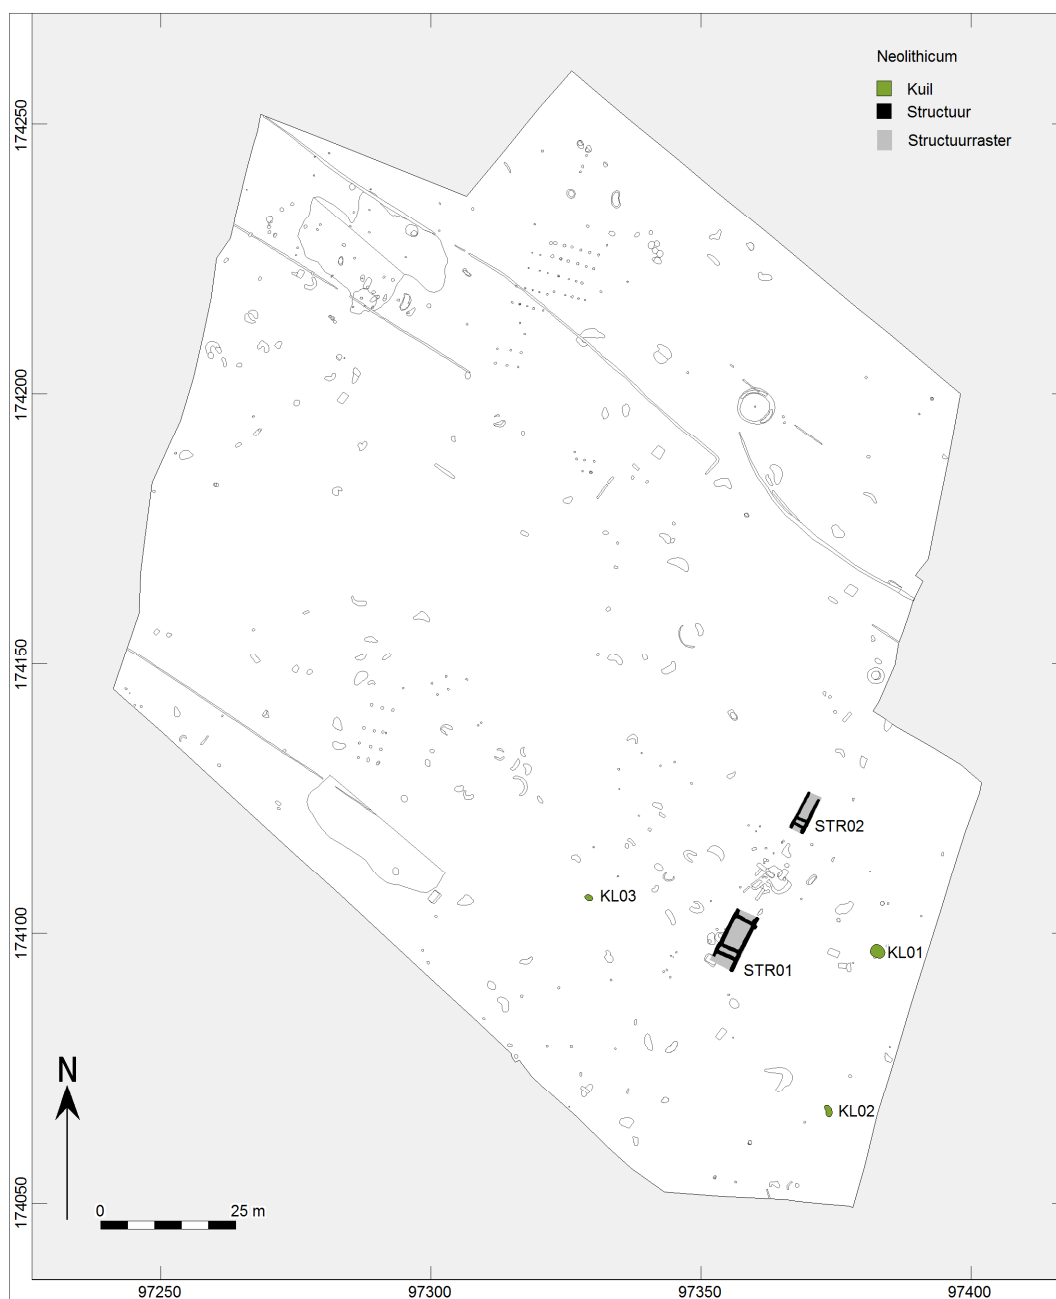 Neolithicum
Kuil
Structuur
Structuurraster
174250
174200
174150
STR02
KL03
174100
KL01
STR01
N
KL02
174050
0 25 m
97250 97300 97350 97400